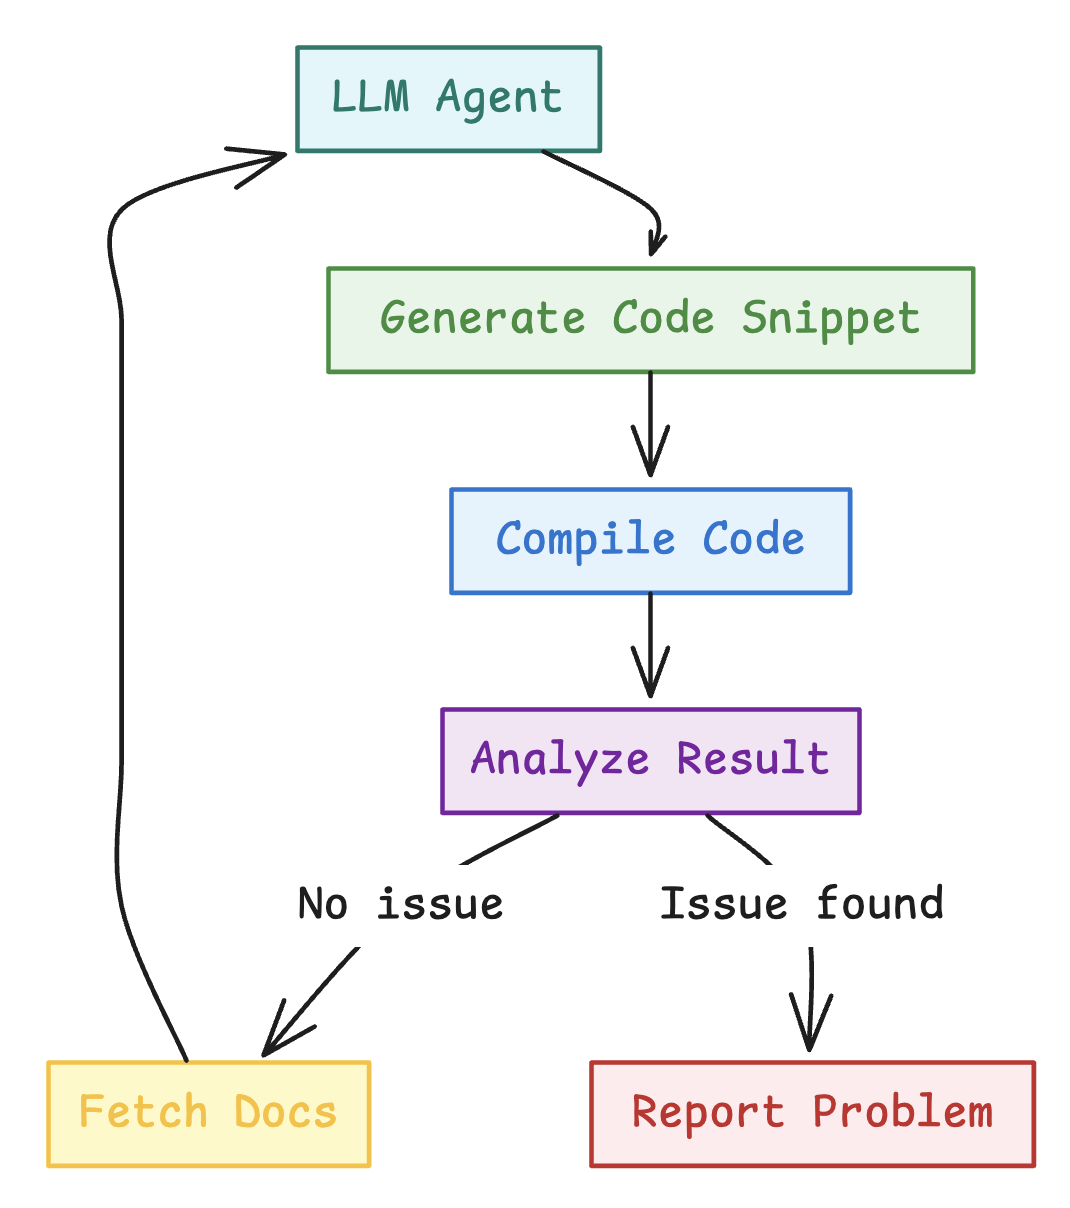 LLM Agent
Generate Code Snippet
Compile Code
Analyze Result
No issue
Issue found
Fetch Docs
Report Problem